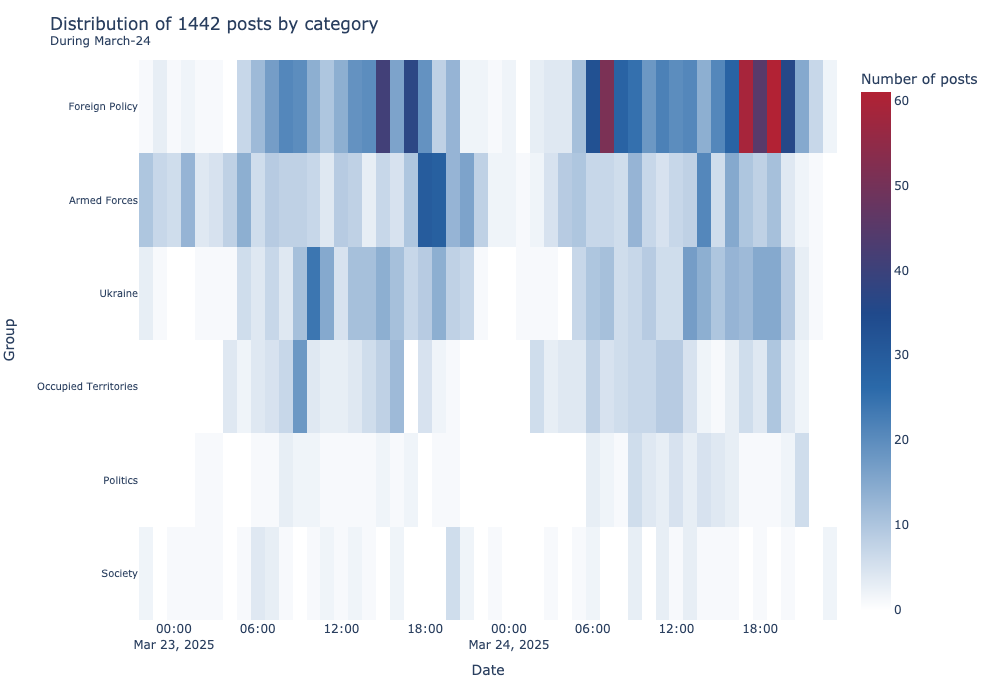 Distribution of 1442 posts by category
During March-24
Number of posts
60
50
40
30
20
10
0
Group
Foreign Policy
Armed Forces
Ukraine
Occupied Territories
Politics
Society
00:00 06:00 12:00 18:00 00:00 06:00 12:00 18:00
Mar 23, 2025 Mar 24, 2025
Date